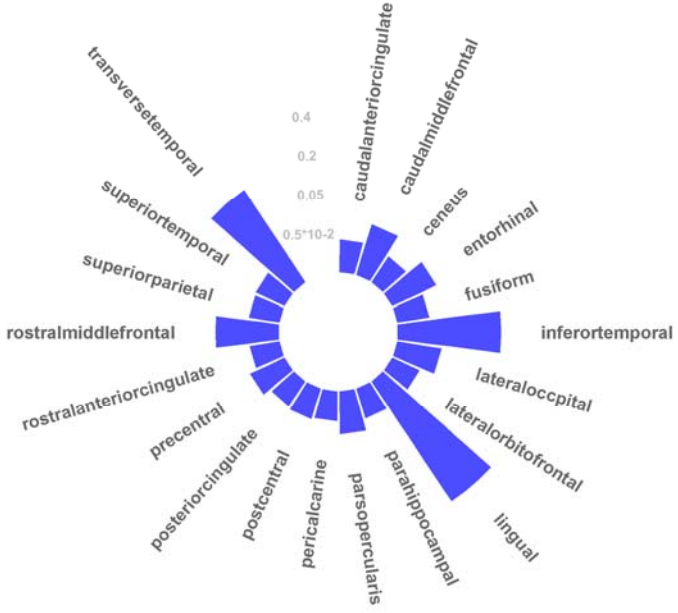 caudalanteriorcingulate
caudalmiddlefrontal
ceneus
entorhinal
fusiform
inferortemporal
lateraloccpital
lateralorbitofrontal
lingual
parahippocampal
parsopercularis
pericalcarine
postcentral
posteriorcingulate
precentral
rostralanteriorcingulate
rostralmiddlefrontal
superiorparietal
superiortemporal
transversetemporal
0.4
0.2
0.05
0.5*10-2